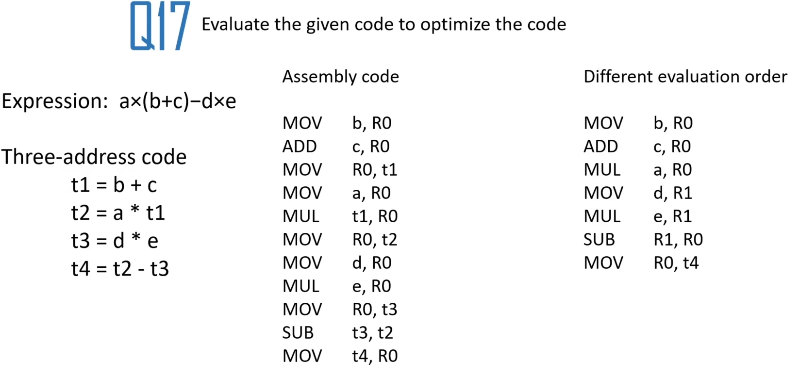 Q17 Evaluate the given code to optimize the code
Expression: a×(b+c)−d×e
Three-address code
t1 = b + c
t2 = a * t1
t3 = d * e
t4 = t2 - t3
Assembly code
MOV b, R0
ADD c, R0
MOV R0, t1
MOV a, R0
MUL t1, R0
MOV R0, t2
MOV d, R0
MUL e, R0
MOV R0, t3
SUB t3, t2
MOV t4, R0
Different evaluation order
MOV b, R0
ADD c, R0
MUL a, R0
MOV d, R1
MUL e, R1
SUB R1, R0
MOV R0, t4